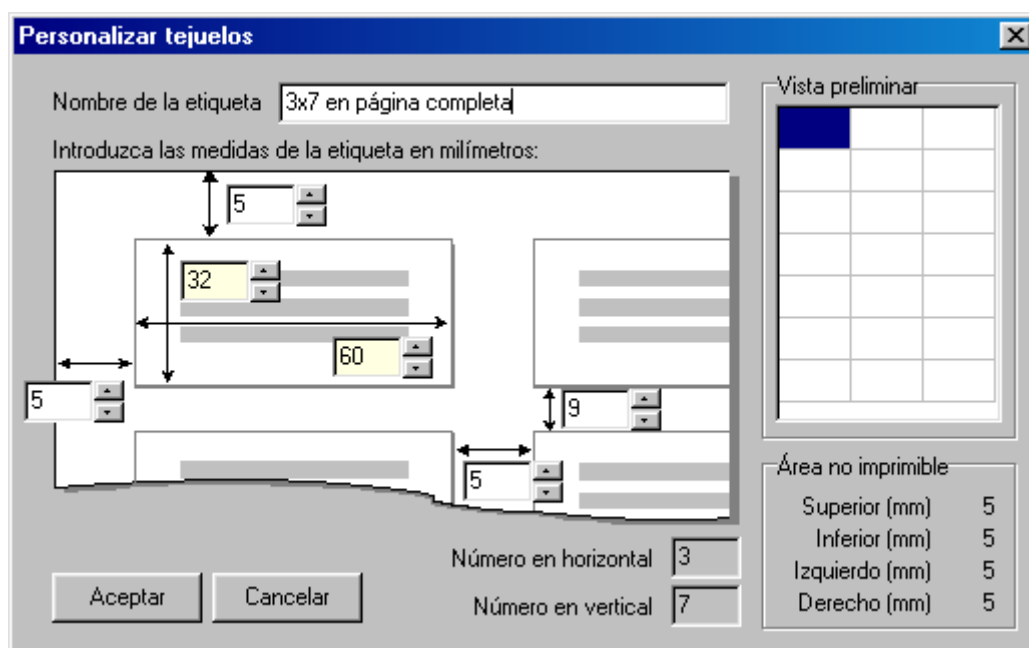 Personalizar tejuelos
Nombre de la etiqueta 3x7 en página completa
Introduzca las medidas de la etiqueta en milímetros:
5
32
60
5
9
5
Número en horizontal 3
Número en vertical 7
Aceptar Cancelar
Vista preliminar
Área no imprimible
Superior (mm) 5
Inferior (mm) 5
Izquierdo (mm) 5
Derecho (mm) 5